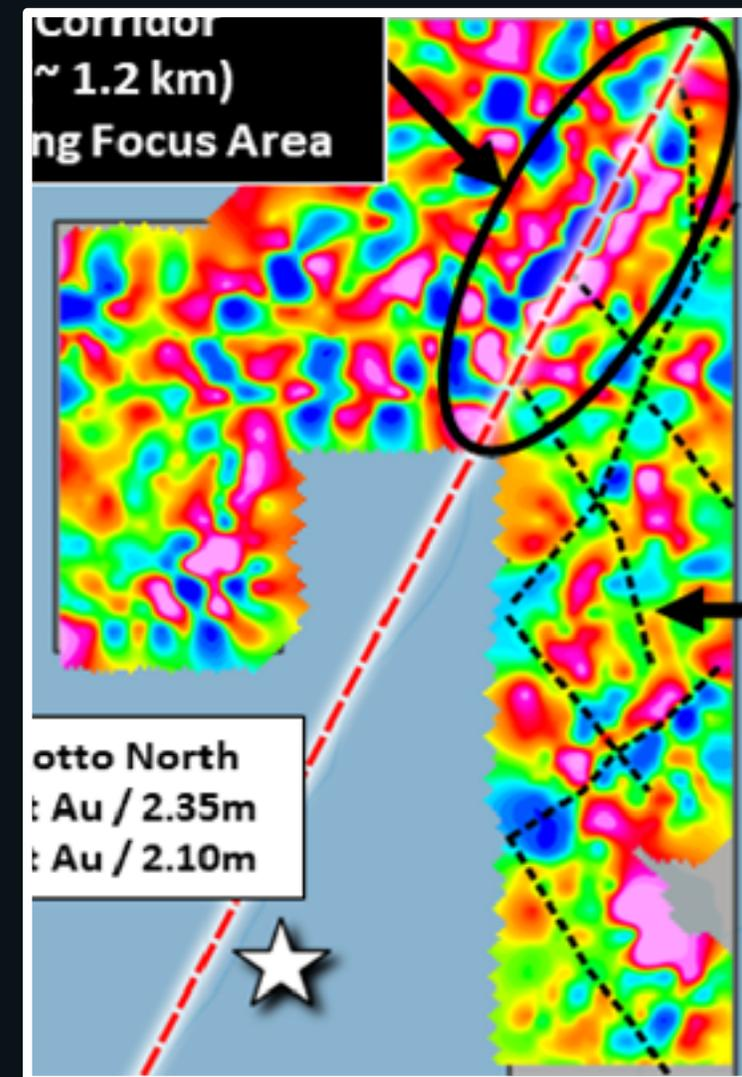 Corridor
~ 1.2 km)
ng Focus Area
otto North
t Au / 2.35m
t Au / 2.10m